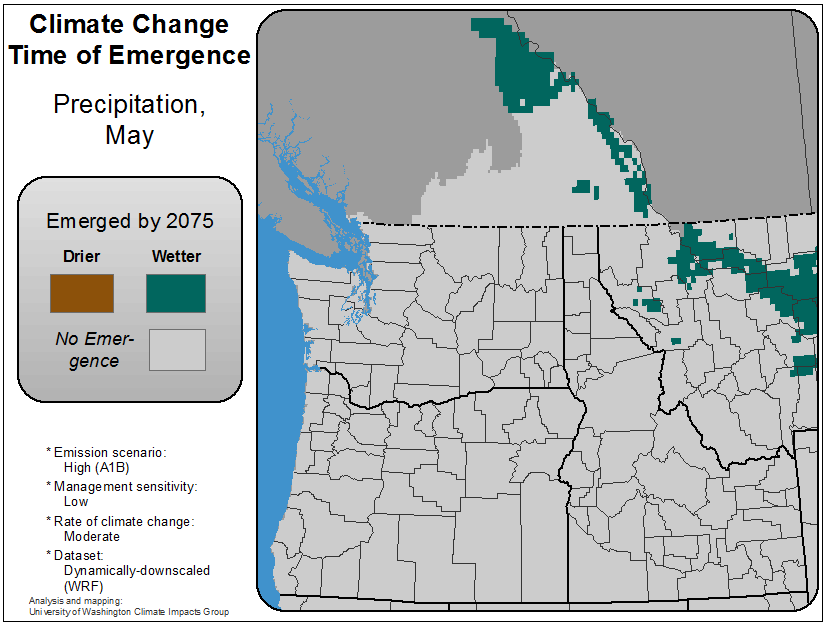 Climate Change
Time of Emergence
Precipitation,
May
Emerged by 2075
Drier Wetter
No Emer-
gence
* Emission scenario:
High (A1B)
* Management sensitivity:
Low
* Rate of climate change:
Moderate
* Dataset:
Dynamically-downscaled
(WRF)
Analysis and mapping:
University of Washington Climate Impacts Group